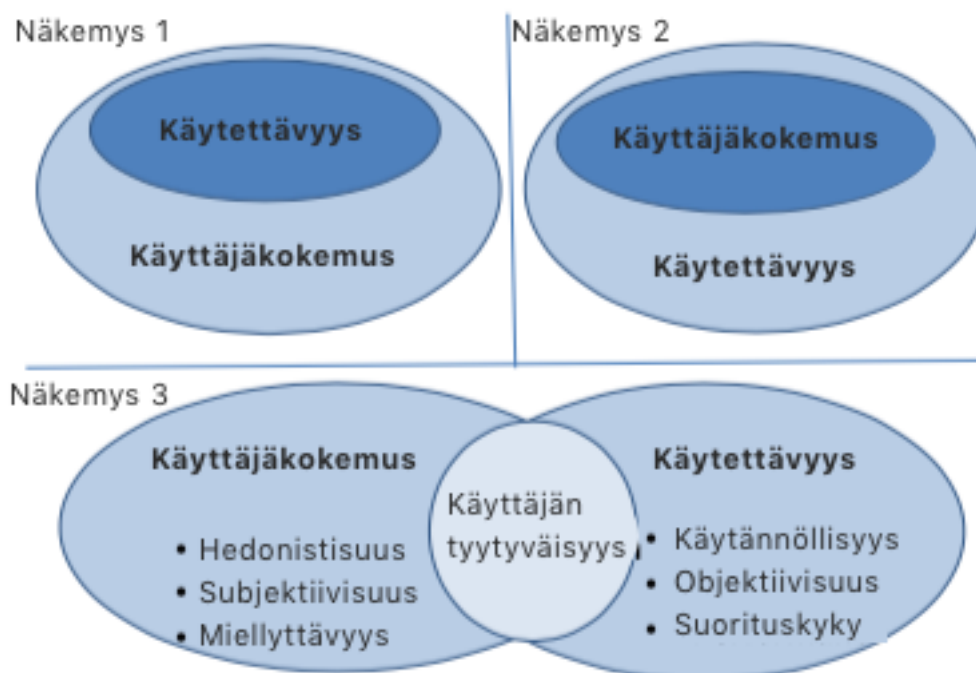 Näkemys 1
Käytettävyys
Käyttäjäkokemus
Näkemys 2
Käyttäjäkokemus
Käytettävyys
Näkemys 3
Käyttäjäkokemus
• Hedonistisuus
• Subjektiivisuus
• Miellyttävyys
Käyttäjän
tyytyväisyys
Käytettävyys
• Käytännöllisyys
• Objektiivisuus
• Suorituskyky